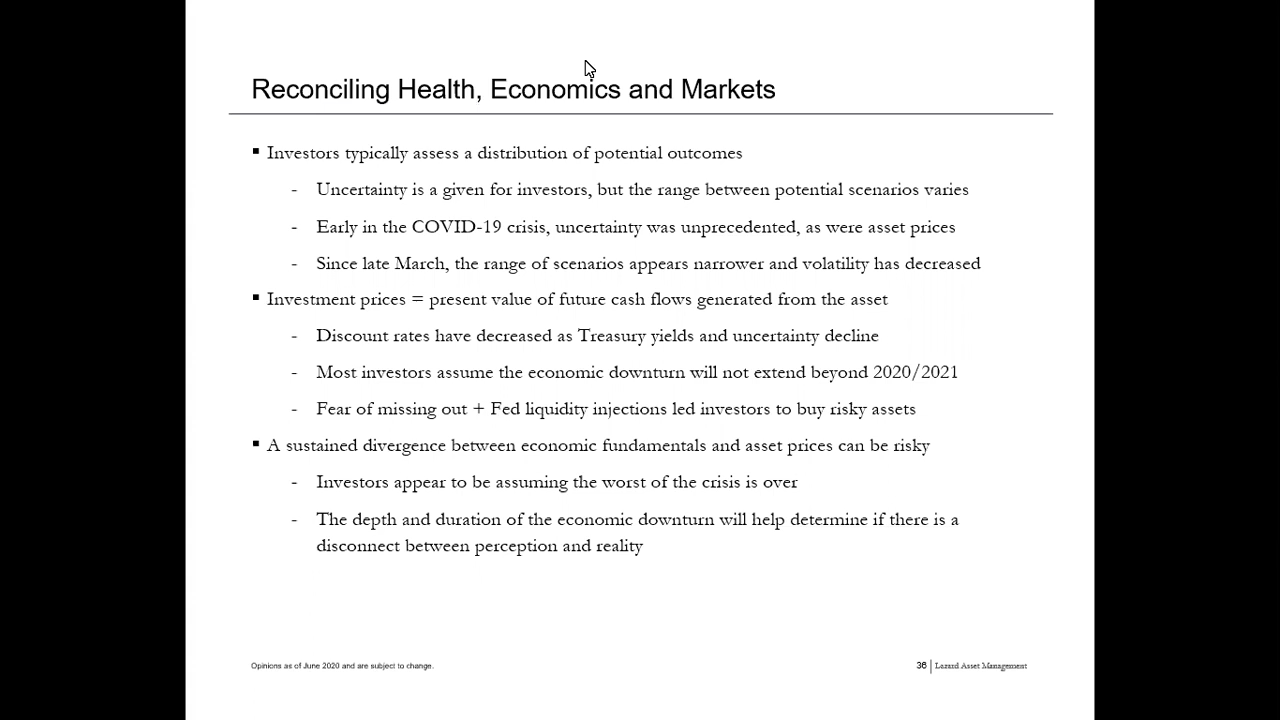 Reconciling Health, Economics and Markets
▪ Investors typically assess a distribution of potential outcomes
- Uncertainty is a given for investors, but the range between potential scenarios varies
- Early in the COVID-19 crisis, uncertainty was unprecedented, as were asset prices
- Since late March, the range of scenarios appears narrower and volatility has decreased
▪ Investment prices = present value of future cash flows generated from the asset
- Discount rates have decreased as Treasury yields and uncertainty decline
- Most investors assume the economic downturn will not extend beyond 2020/2021
- Fear of missing out + Fed liquidity injections led investors to buy risky assets
▪ A sustained divergence between economic fundamentals and asset prices can be risky
- Investors appear to be assuming the worst of the crisis is over
- The depth and duration of the economic downturn will help determine if there is a
disconnect between perception and reality
Opinions as of June 2020 and are subject to change.
36 | Lazard Asset Management